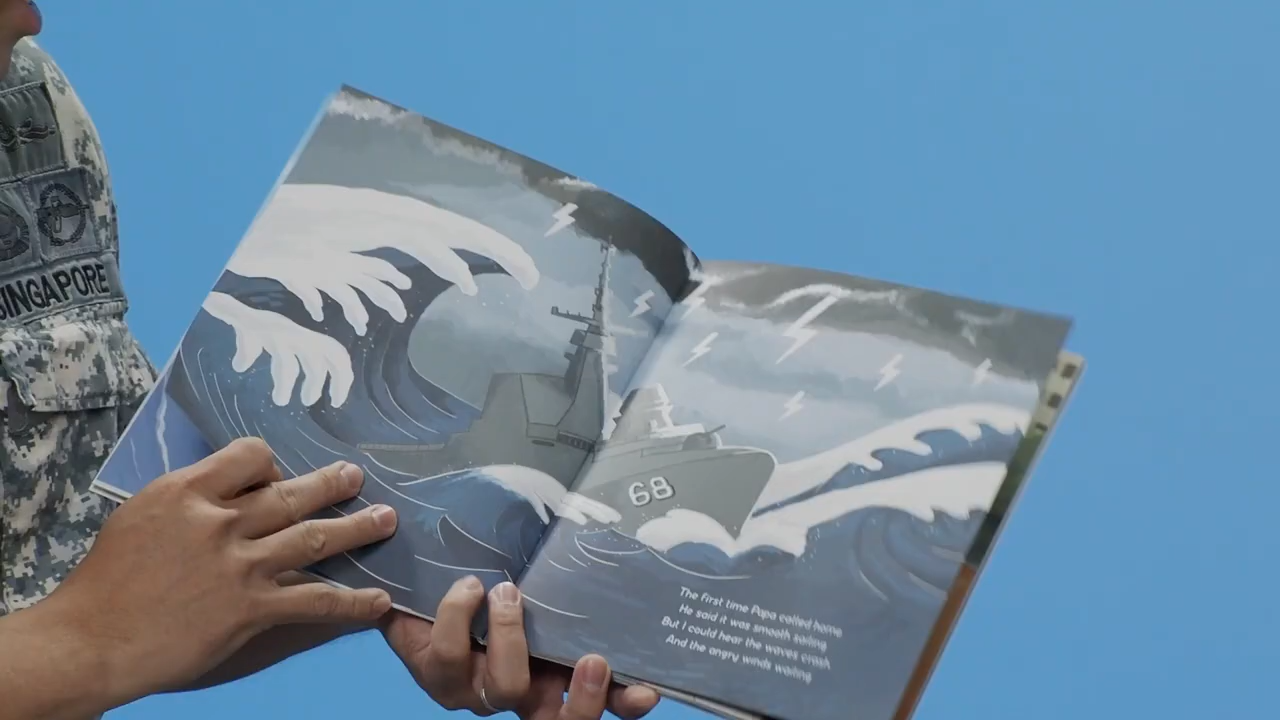 SINGAPORE
68
The first time Papa called home
He said it was smooth sailing
But I could hear the waves crash
And the angry winds wailing